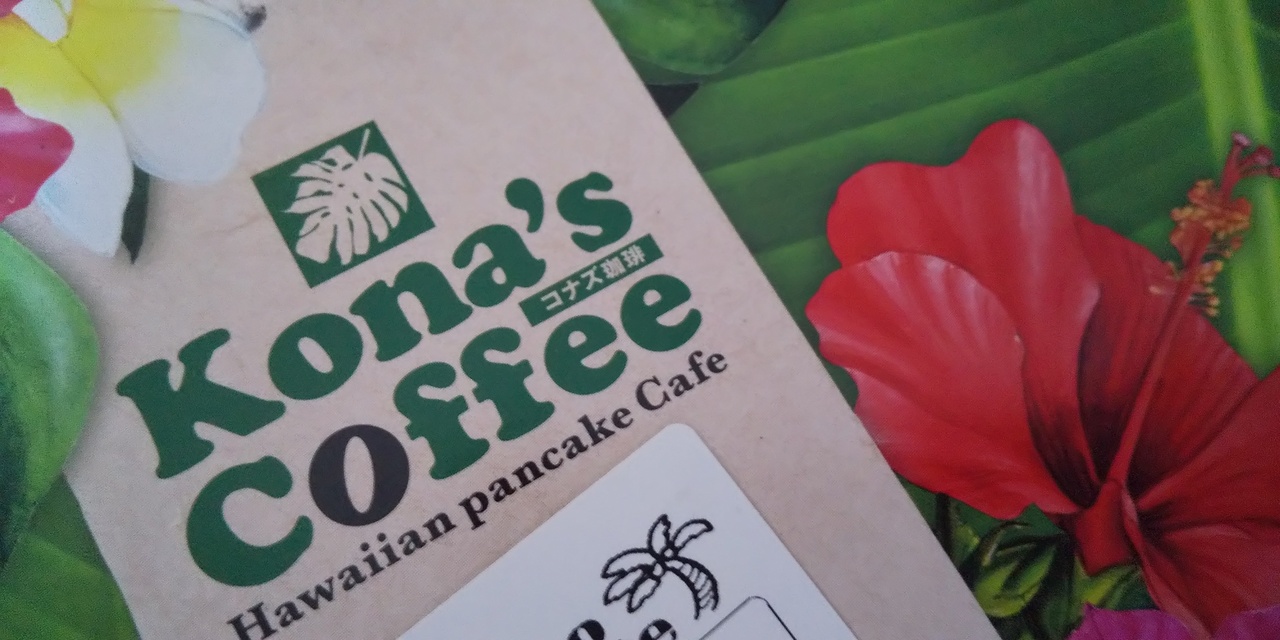 Kona's
コナズ珈琲
Coffee
Hawaiian pancake Cafe